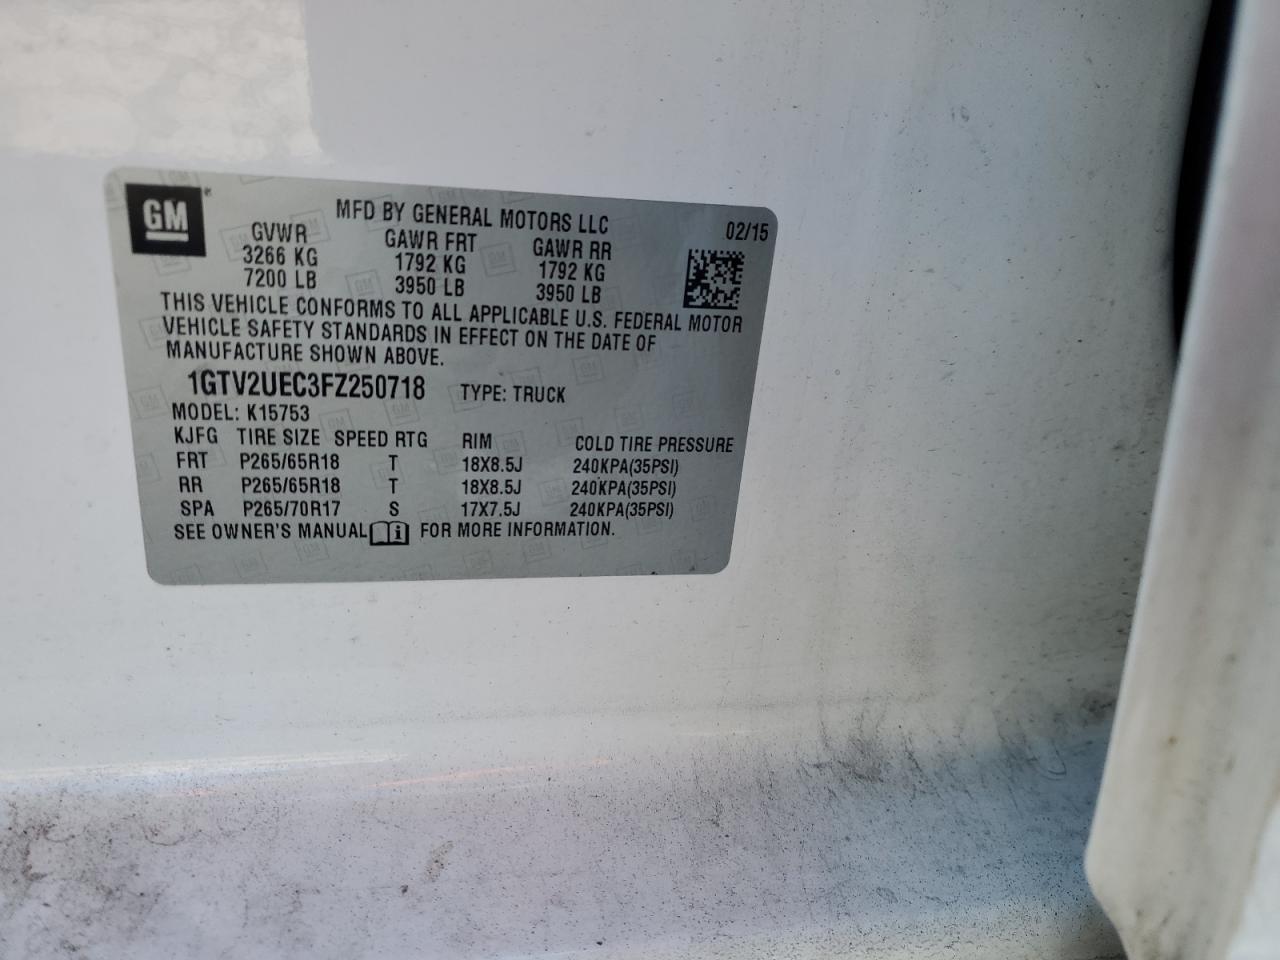 GM
MFD BY GENERAL MOTORS LLC 02/15
GVWR GAWR FRT GAWR RR
3266 KG 1792 KG 1792 KG
7200 LB 3950 LB 3950 LB
THIS VEHICLE CONFORMS TO ALL APPLICABLE U.S. FEDERAL MOTOR
VEHICLE SAFETY STANDARDS IN EFFECT ON THE DATE OF
MANUFACTURE SHOWN ABOVE.
1GTV2UEC3FZ250718 TYPE: TRUCK
MODEL: K15753
KJFG TIRE SIZE SPEED RTG RIM COLD TIRE PRESSURE
FRT P265/65R18 T 18X8.5J 240KPA(35PSI)
RR P265/65R18 T 18X8.5J 240KPA(35PSI)
SPA P265/70R17 S 17X7.5J 240KPA(35PSI)
SEE OWNER'S MANUAL i FOR MORE INFORMATION.